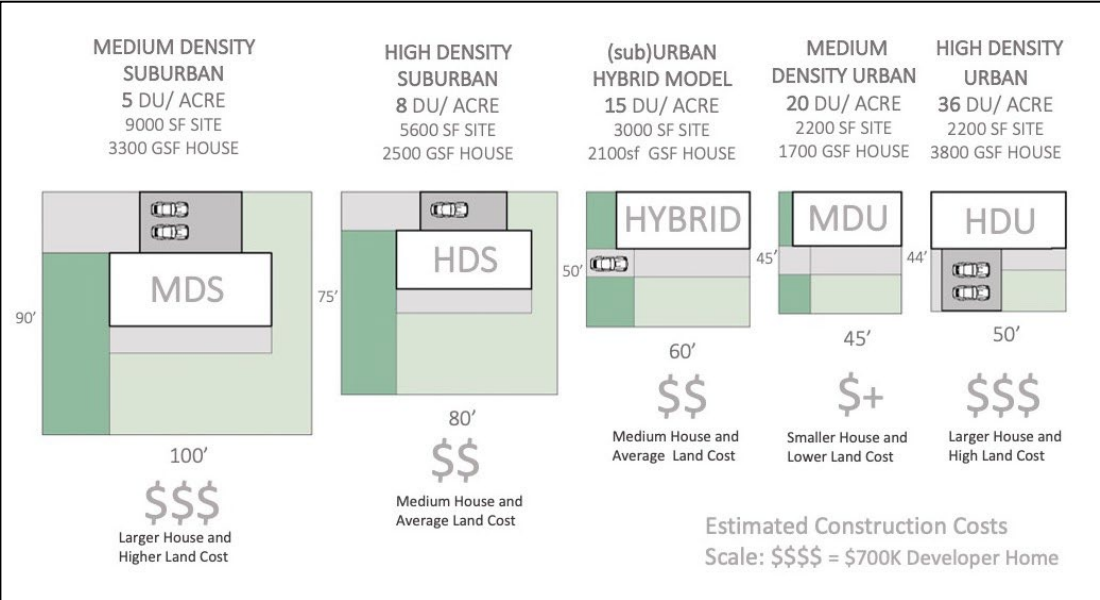 MEDIUM DENSITY
SUBURBAN
5 DU/ ACRE
9000 SF SITE
3300 GSF HOUSE
HIGH DENSITY
SUBURBAN
8 DU/ ACRE
5600 SF SITE
2500 GSF HOUSE
(sub)URBAN
HYBRID MODEL
15 DU/ ACRE
3000 SF SITE
2100sf GSF HOUSE
MEDIUM
DENSITY URBAN
20 DU/ ACRE
2200 SF SITE
1700 GSF HOUSE
HIGH DENSITY
URBAN
36 DU/ ACRE
2200 SF SITE
3800 GSF HOUSE
MDS
90’
100’
$$$
Larger House and
Higher Land Cost
HDS
75’
80’
$$
Medium House and
Average Land Cost
HYBRID
50’
60’
$$
Medium House and
Average Land Cost
MDU
45’
45’
$+
Smaller House and
Lower Land Cost
HDU
44’
50’
$$$
Larger House and
High Land Cost
Estimated Construction Costs
Scale: $$$$ = $700K Developer Home